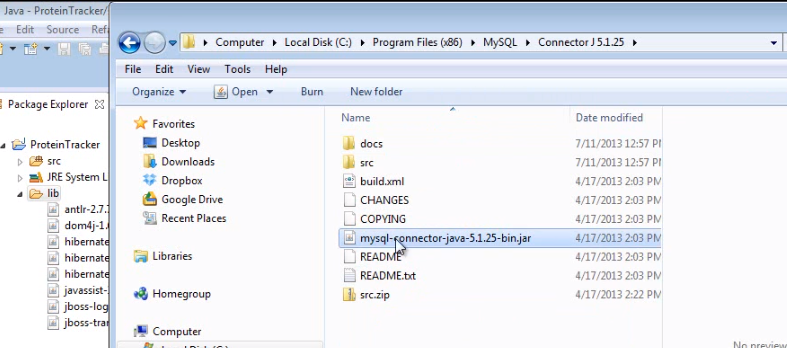 Java - ProteinTracker/
Edit Source Refa
Package Explorer
ProteinTracker
src
JRE System L
lib
antlr-2.7.
dom4j-1.
hibernate
hibernate
hibernate
javassist-
jboss-log
jboss-tran
Computer Local Disk (C:) Program Files (x86) MySQL Connector J 5.1.25
File Edit View Tools Help
Organize Open Burn New folder
Favorites
Desktop
Downloads
Dropbox
Google Drive
Recent Places
Libraries
Homegroup
Computer
Name Date modified
docs 7/11/2013 12:57 PM
src 7/11/2013 12:57 PM
build.xml 4/17/2013 2:03 PM
CHANGES 4/17/2013 2:03 PM
COPYING 4/17/2013 2:03 PM
mysql-connector-java-5.1.25-bin.jar 4/17/2013 2:03 PM
README 4/17/2013 2:03 PM
README.txt 4/17/2013 2:03 PM
src.zip 4/17/2013 2:22 PM
No preview